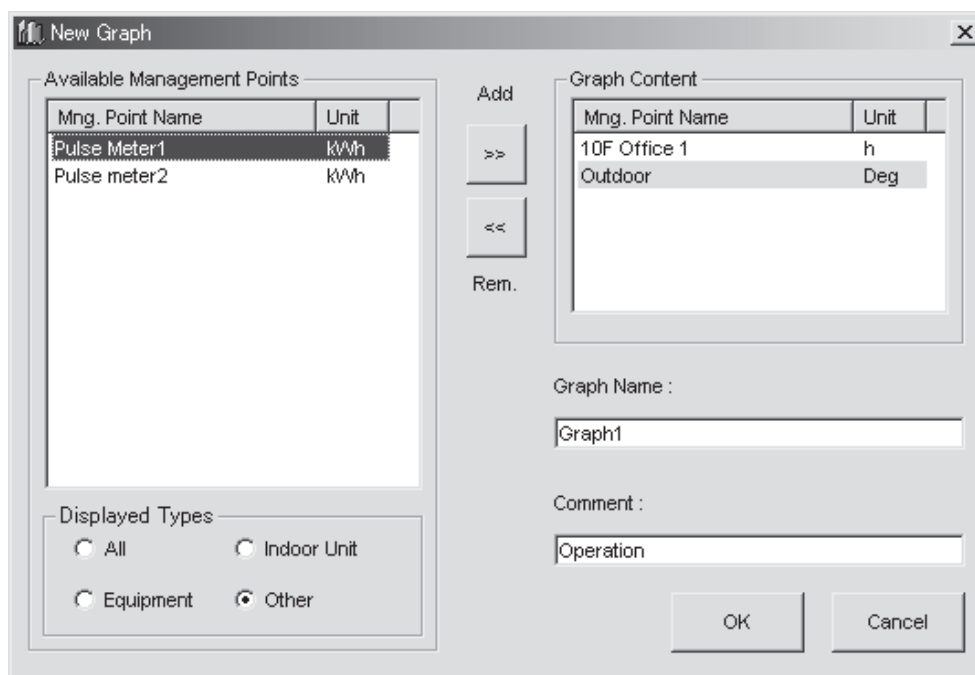 New Graph
Available Management Points
Mng. Point Name Unit
Pulse Meter1 kWh
Pulse meter2 kWh
Displayed Types
All Indoor Unit
Equipment Other
Add
>>
<<
Rem.
Graph Content
Mng. Point Name Unit
10F Office 1 h
Outdoor Deg
Graph Name :
Graph1
Comment :
Operation
OK Cancel